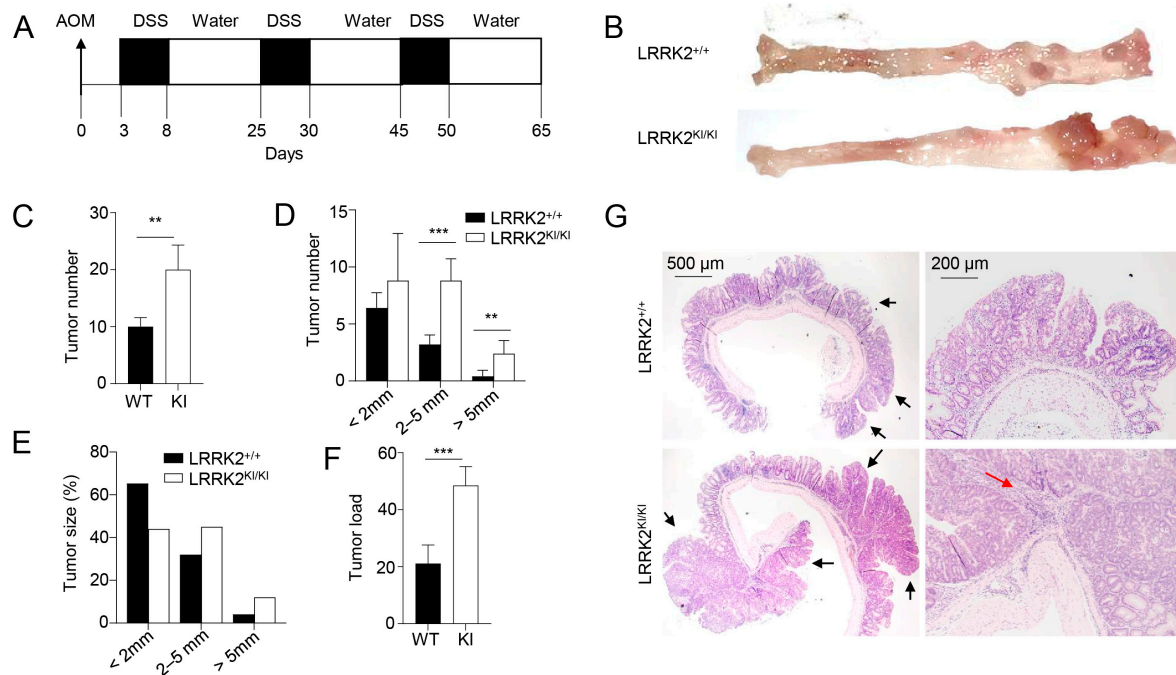 A
AOM
DSS
Water
DSS
Water
DSS
Water
0
3
8
25
30
45
50
65
Days
B
LRRK2+/+
LRRK2KI/KI
C
Tumor number
30
20
10
0
**
WT
KI
D
Tumor number
15
10
5
0
***
**
LRRK2+/+
LRRK2KI/KI
< 2mm
2–5 mm
> 5mm
E
Tumor size (%)
80
60
40
20
0
LRRK2+/+
LRRK2KI/KI
< 2mm
2–5 mm
> 5mm
F
Tumor load
60
40
20
0
***
WT
KI
G
500 µm
200 µm
LRRK2+/+
LRRK2KI/KI